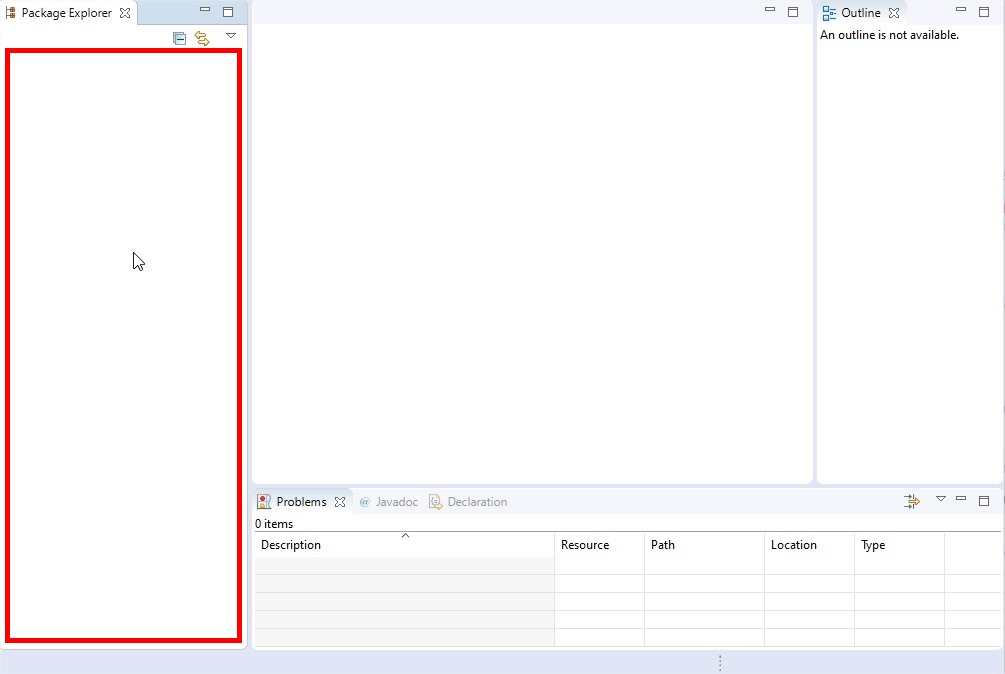 Package Explorer
Outline
An outline is not available.
Problems @ Javadoc Declaration
0 items
Description Resource Path Location Type